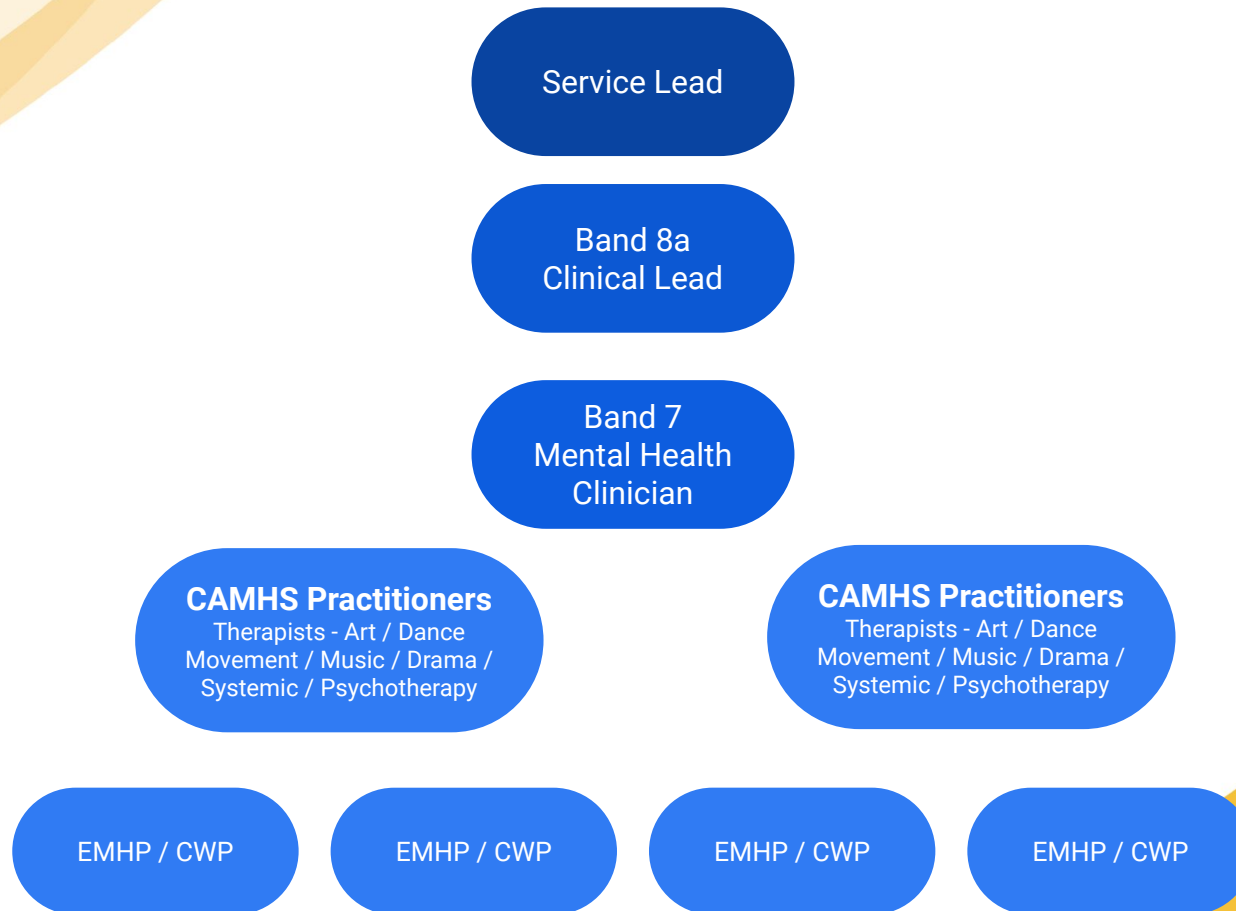 Service Lead
Band 8a
Clinical Lead
Band 7
Mental Health
Clinician
CAMHS Practitioners
Therapists - Art / Dance
Movement / Music / Drama /
Systemic / Psychotherapy
CAMHS Practitioners
Therapists - Art / Dance
Movement / Music / Drama /
Systemic / Psychotherapy
EMHP / CWP
EMHP / CWP
EMHP / CWP
EMHP / CWP